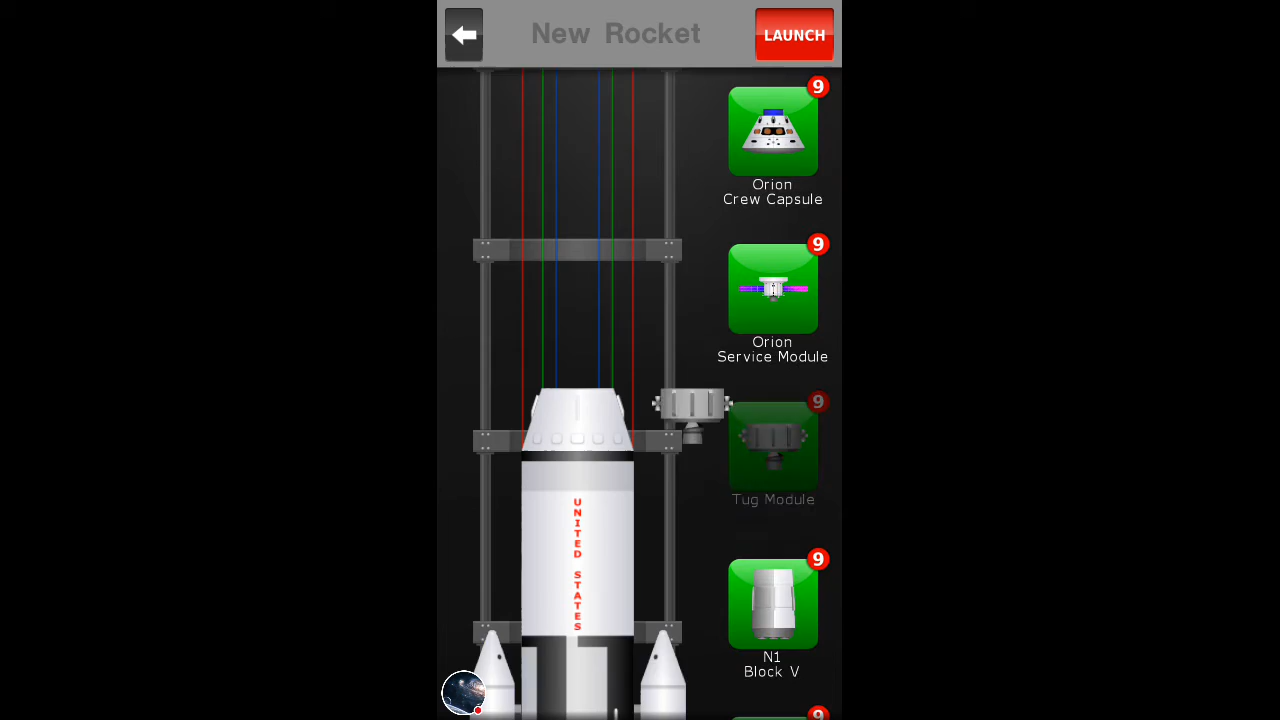 New Rocket
LAUNCH
9
Orion
Crew Capsule
9
Orion
Service Module
9
Tug Module
9
N1
Block V
9
UNITED STATES